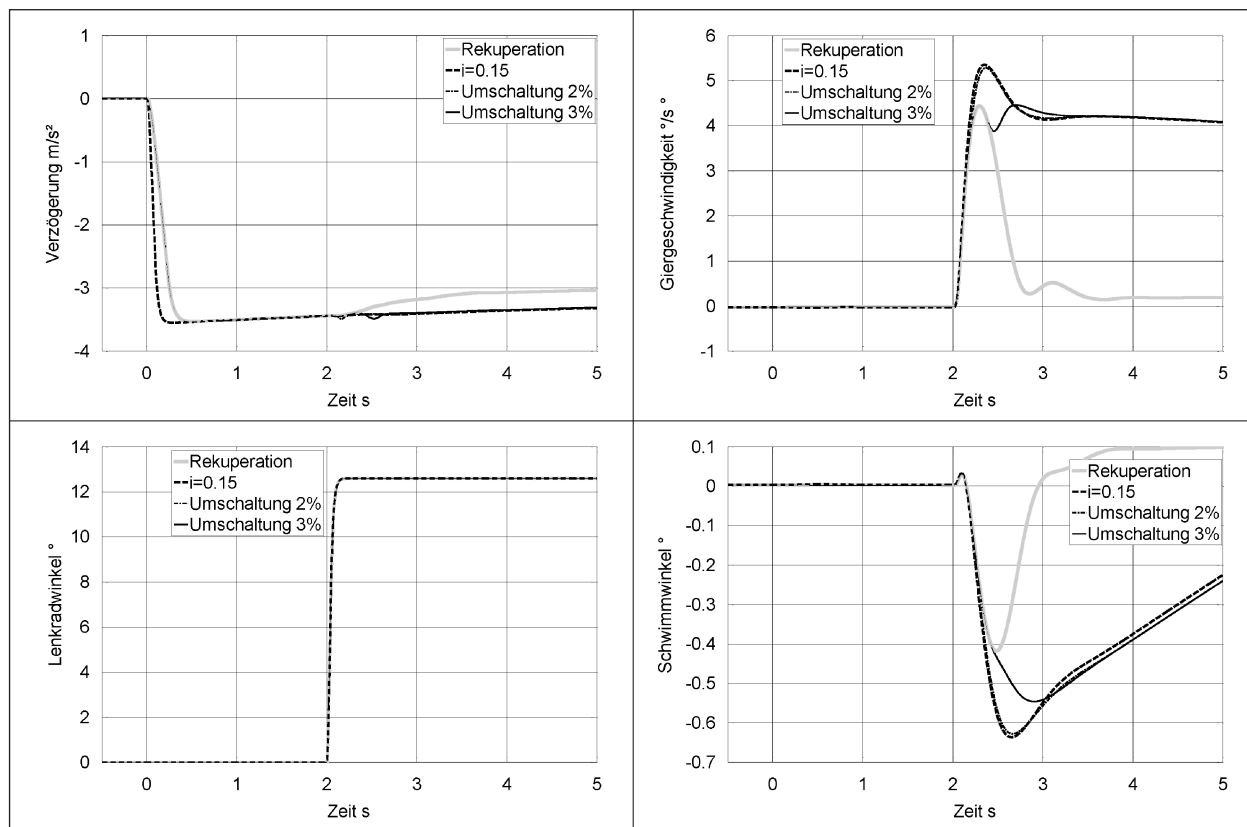 1
0
-1
-2
-3
-4
Verzögerung m/s²
Rekuperation
i=0.15
Umschaltung 2%
Umschaltung 3%
0 1 2 3 4 5
Zeit s
6
5
4
3
2
1
0
-1
Giergeschwindigkeit °/s °
Rekuperation
i=0.15
Umschaltung 2%
Umschaltung 3%
0 1 2 3 4 5
Zeit s
14
12
10
8
6
4
2
0
Lenkradwinkel °
Rekuperation
i=0.15
Umschaltung 2%
Umschaltung 3%
0 1 2 3 4 5
Zeit s
0.1
0
-0.1
-0.2
-0.3
-0.4
-0.5
-0.6
-0.7
Schwimmwinkel °
Rekuperation
i=0.15
Umschaltung 2%
Umschaltung 3%
0 1 2 3 4 5
Zeit s